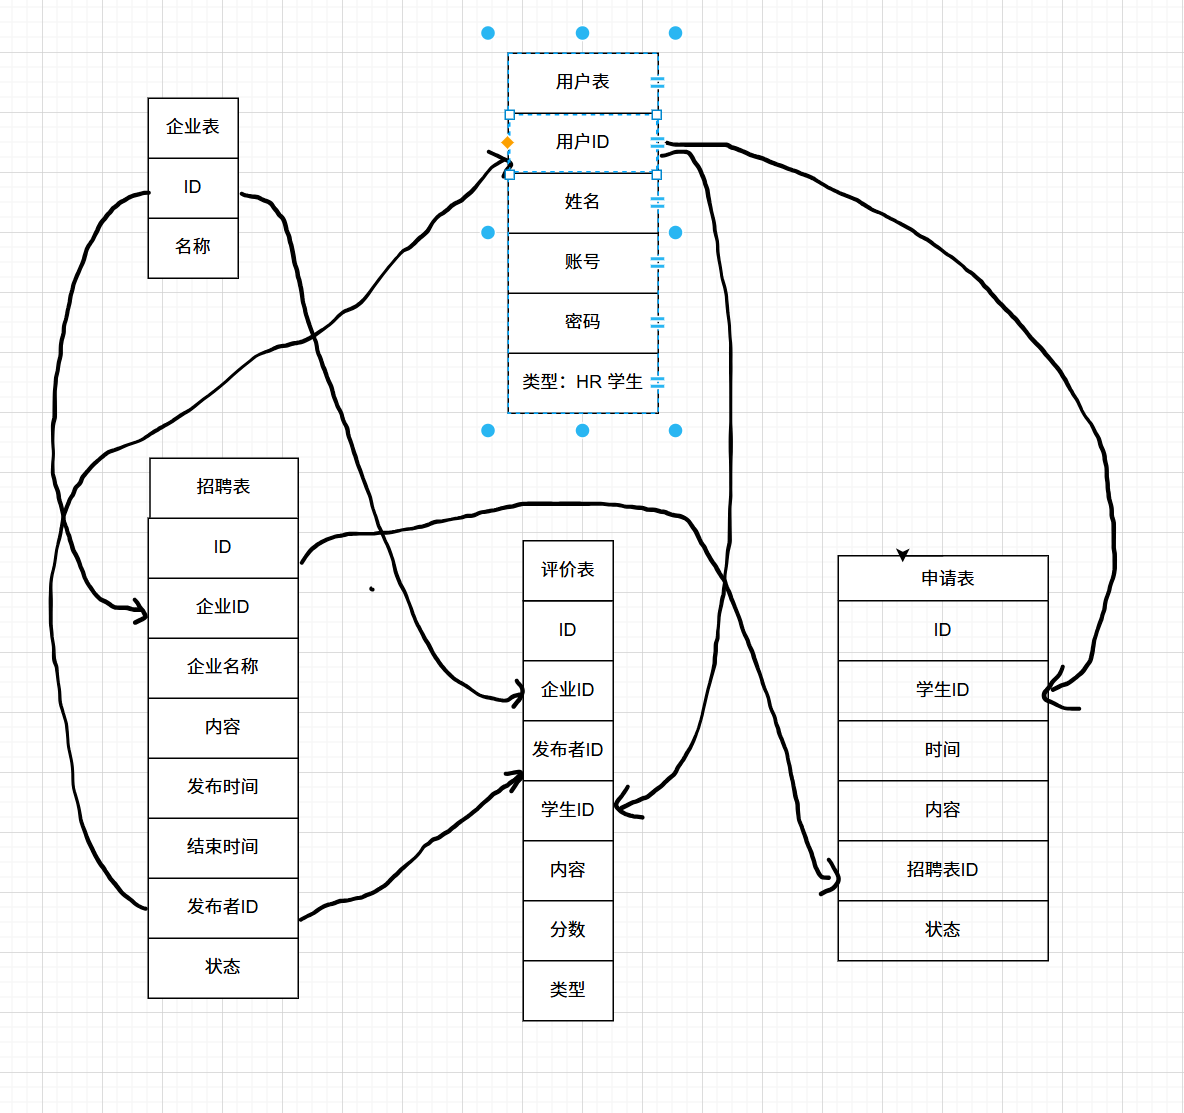 企业表
ID
名称
用户表
用户ID
姓名
账号
密码
类型：HR 学生
招聘表
ID
企业ID
企业名称
内容
发布时间
结束时间
发布者ID
状态
评价表
ID
企业ID
发布者ID
学生ID
内容
分数
类型
申请表
ID
学生ID
时间
内容
招聘表ID
状态